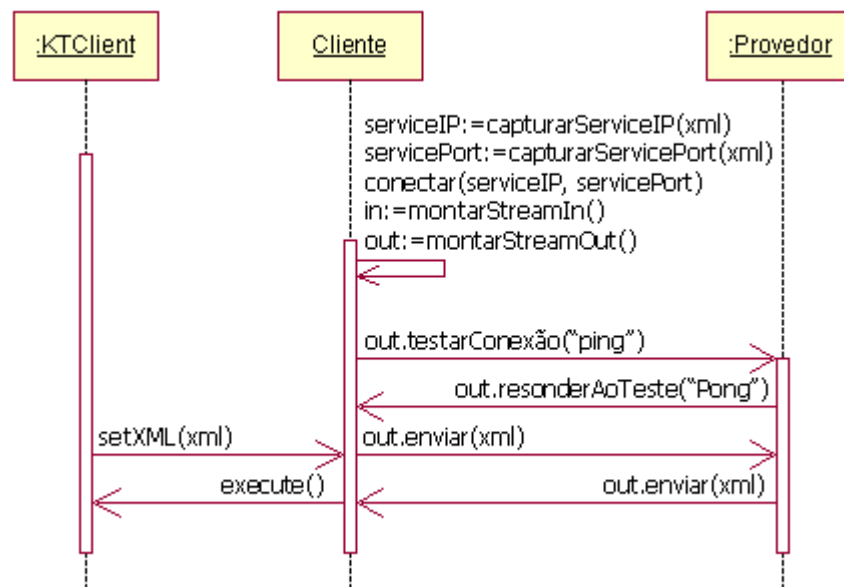 :KTClient
Cliente
:Provedor
serviceIP:=capturarServiceIP(xml)
servicePort:=capturarServicePort(xml)
conectar(serviceIP, servicePort)
in:=montarStreamIn()
out:=montarStreamOut()
out.testarConexão("ping")
out.resonderAoTeste("Pong")
setXML(xml)
out.enviar(xml)
execute()
out.enviar(xml)